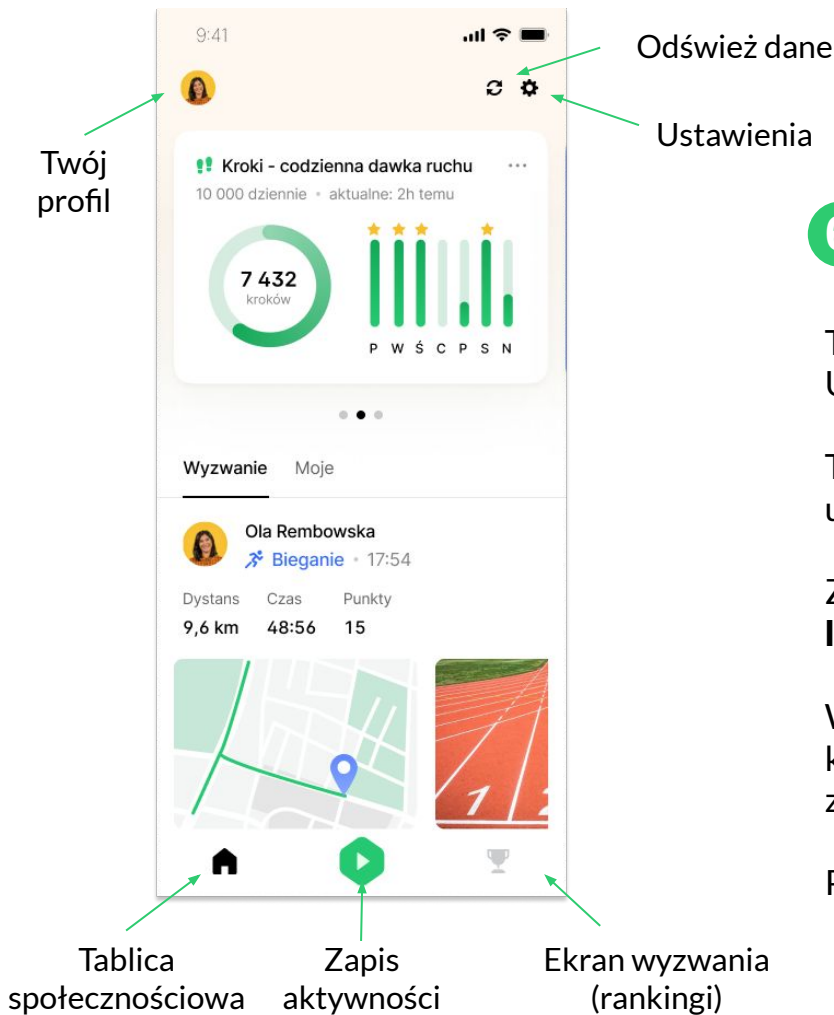 9:41
Odśwież dane
Ustawienia
Twój
profil
Kroki - codzienna dawka ruchu
10 000 dziennie • aktualne: 2h temu
7 432
kroków
P W Ś C P S N
Wyzwanie Moje
Ola Rembowska
Bieganie • 17:54
Dystans Czas Punkty
9,6 km 48:56 15
1
Tablica
społecznościowa
Zapis
aktywności
Ekran wyzwania
(rankingi)